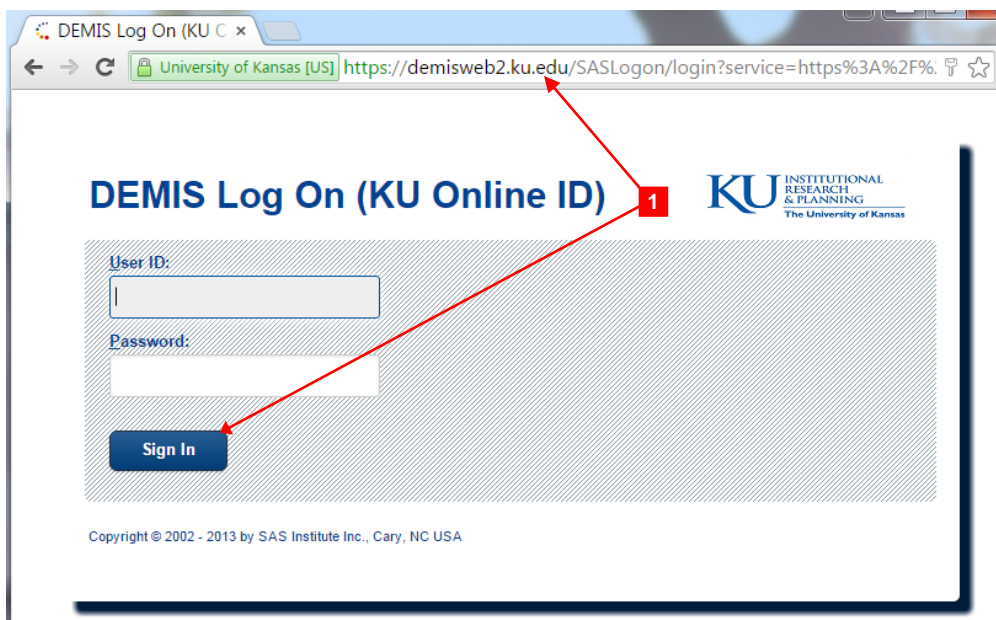 DEMIS Log On (KU C ×
University of Kansas [US] https://demisweb2.ku.edu/SASLogon/login?service=https%3A%2F%.
DEMIS Log On (KU Online ID)
1
KU INSTITUTIONAL
RESEARCH
& PLANNING
The University of Kansas
User ID:
Password:
Sign In
Copyright © 2002 - 2013 by SAS Institute Inc., Cary, NC USA